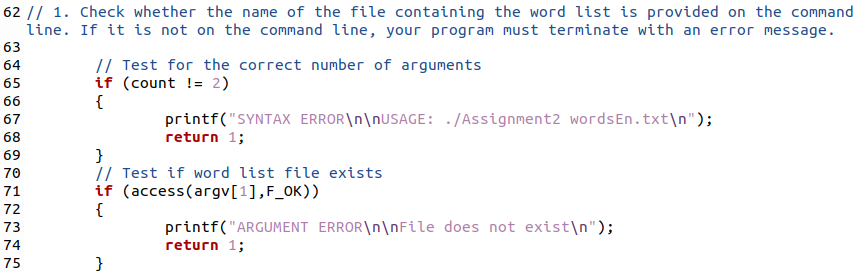 62 // 1. Check whether the name of the file containing the word list is provided on the command
line. If it is not on the command line, your program must terminate with an error message.
63
64 // Test for the correct number of arguments
65 if (count != 2)
66 {
67 printf("SYNTAX ERROR\n\nUSAGE: ./Assignment2 wordsEn.txt\n");
68 return 1;
69 }
70 // Test if word list file exists
71 if (access(argv[1],F_OK))
72 {
73 printf("ARGUMENT ERROR\n\nFile does not exist\n");
74 return 1;
75 }